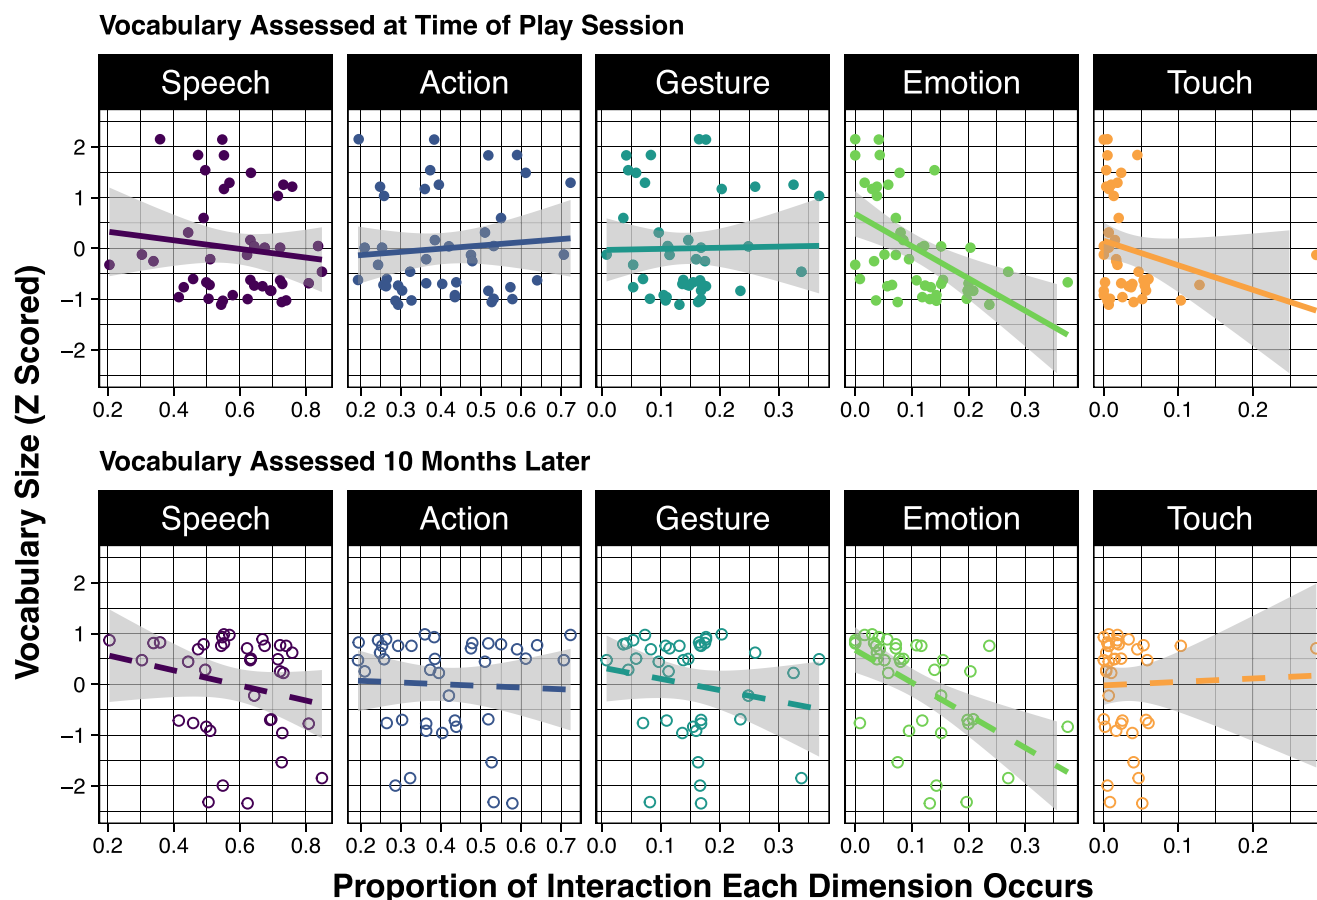 Vocabulary Assessed at Time of Play Session
Speech Action Gesture Emotion Touch
2
1
0
−1
−2
0.2 0.4 0.6 0.8 0.2 0.3 0.4 0.5 0.6 0.7 0.0 0.1 0.2 0.3 0.0 0.1 0.2 0.3 0.0 0.1 0.2
Vocabulary Size (Z Scored)
Vocabulary Assessed 10 Months Later
Speech Action Gesture Emotion Touch
2
1
0
−1
−2
0.2 0.4 0.6 0.8 0.2 0.3 0.4 0.5 0.6 0.7 0.0 0.1 0.2 0.3 0.0 0.1 0.2 0.3 0.0 0.1 0.2
Proportion of Interaction Each Dimension Occurs